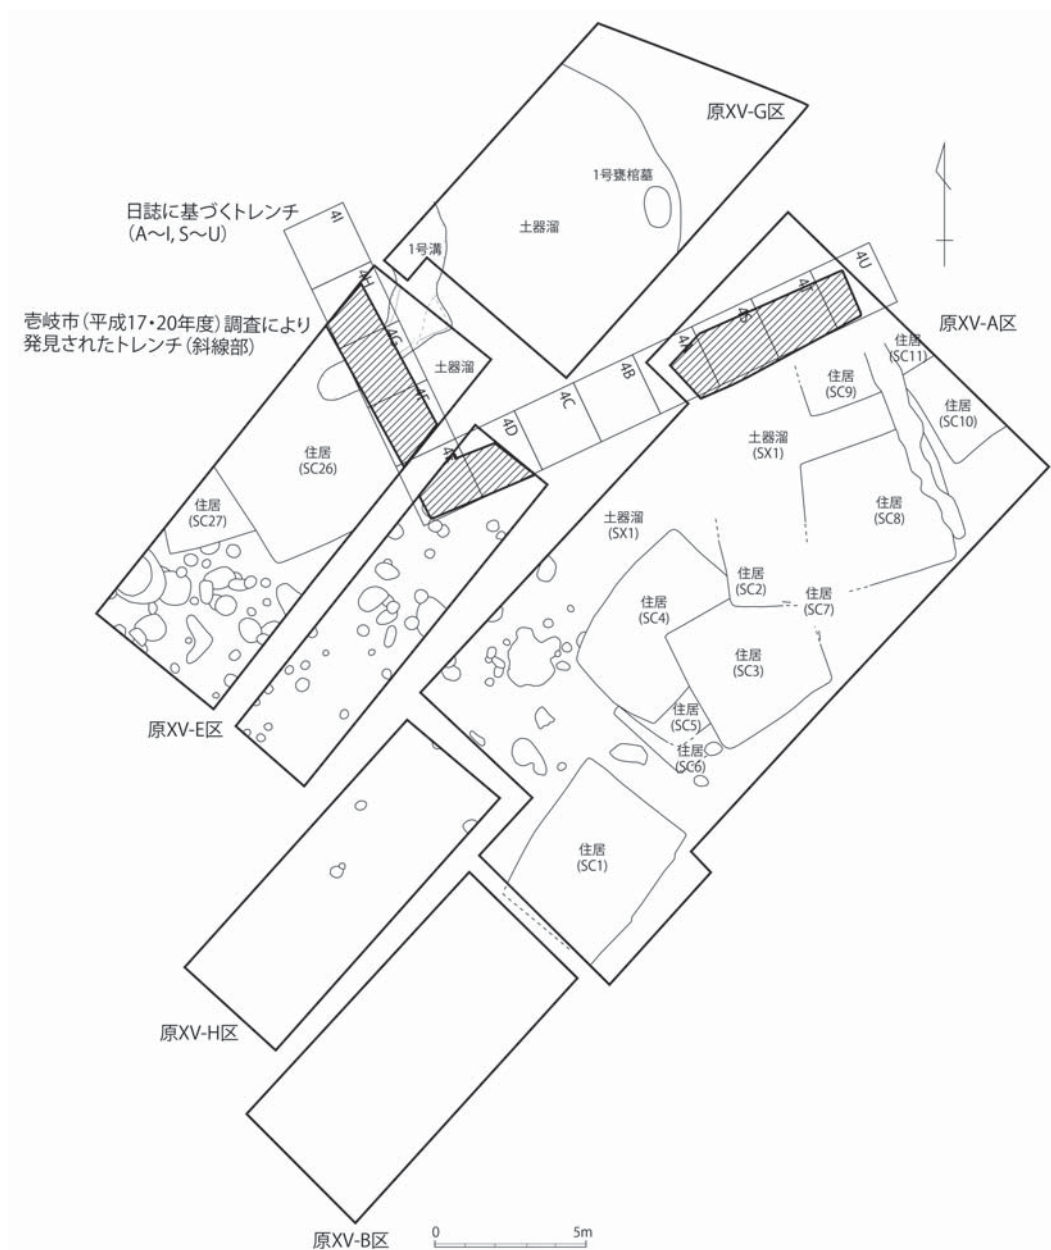 原XV-G区
1号甕棺墓
土器溜
日誌に基づくトレンチ
(A～I, S～U)
4I
1号溝
4H
4U
4T
4S
壱岐市(平成17・20年度)調査により
発見されたトレンチ(斜線部)
原XV-A区
4G
4A
住居
(SC11)
土器溜
4B
住居
(SC9)
4F
4C
住居
(SC10)
4D
土器溜
(SX1)
4E
住居
(SC26)
住居
(SC27)
住居
(SC8)
土器溜
(SX1)
住居
(SC2)
住居
(SC7)
住居
(SC4)
住居
(SC3)
住居
(SC5)
住居
(SC6)
原XV-E区
住居
(SC1)
原XV-H区
原XV-B区
0 5m